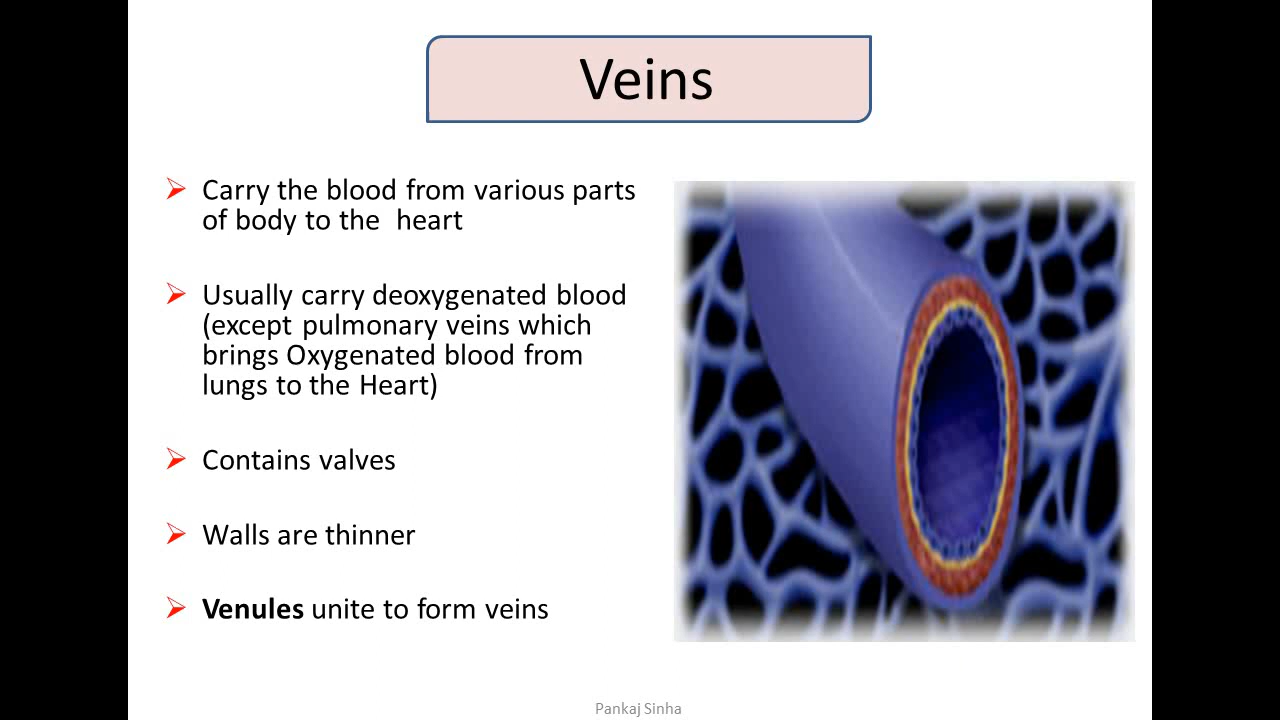 Veins
Carry the blood from various parts
of body to the  heart
Usually carry deoxygenated blood
(except pulmonary veins which
brings Oxygenated blood from
lungs to the Heart)
Contains valves
Walls are thinner
Venules unite to form veins
Pankaj Sinha